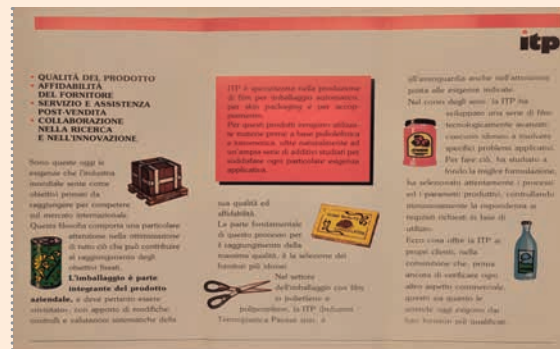 itp
• QUALITÀ DEL PRODOTTO
• AFFIDABILITÀ
DEL FORNITORE
• SERVIZIO E ASSISTENZA
POST-VENDITA
• COLLABORAZIONE
NELLA RICERCA
E NELL'INNOVAZIONE
Sono queste oggi le
esigenze che l'industria
mondiale sente come
obiettivi primari da
raggiungere per competere
sul mercato internazionale.
Questa filosofia comporta una particolare
attenzione nella ottimizzazione
di tutto ciò che può contribuire
al raggiungimento degli
obiettivi fissati.
L'imballaggio è parte
integrante del prodotto
aziendale, e deve pertanto essere
con apporto di modifiche,
controlli e valutazioni sistematiche della
ITP è specializzata nella produzione
di film per imballaggio automatico,
per skin packaging e per accop-
piamento.
Per questi prodotti vengono utilizza-
te materie prime a base poliolefinica
e ionomerica, oltre naturalmente ad
un'ampia serie di additivi studiati per
soddisfare ogni particolare esigenza
applicativa.
sua qualità ed
affidabilità.
La parte fondamentale
di questo processo per
il raggiungimento della
massima qualità, è la selezione dei
fornitori più idonei.
Nel settore
dell'imballaggio con film
in polietilene e
polipropilene, la ITP (Industria
Termoplastica Pavese spa), è
all'avanguardia anche nell'attenzione
posta alle esigenze indicate.
Nel corso degli anni la ITP ha
sviluppato una serie di film
tecnologicamente avanzati,
ciascuno idoneo a risolvere
specifici problemi applicativi.
Per fare ciò, ha studiato a
fondo la miglior formulazione,
ha selezionato attentamente i processi
ed i parametri produttivi, controllando
minuziosamente la rispondenza ai
requisiti richiesti in fase di
utilizzo.
Ecco cosa offre la ITP ai
propri clienti, nella
convinzione che, prima
ancora di verificare ogni
altro aspetto commerciale,
questo sia quanto le
aziende oggi esigono dai
loro fornitori più qualificati.